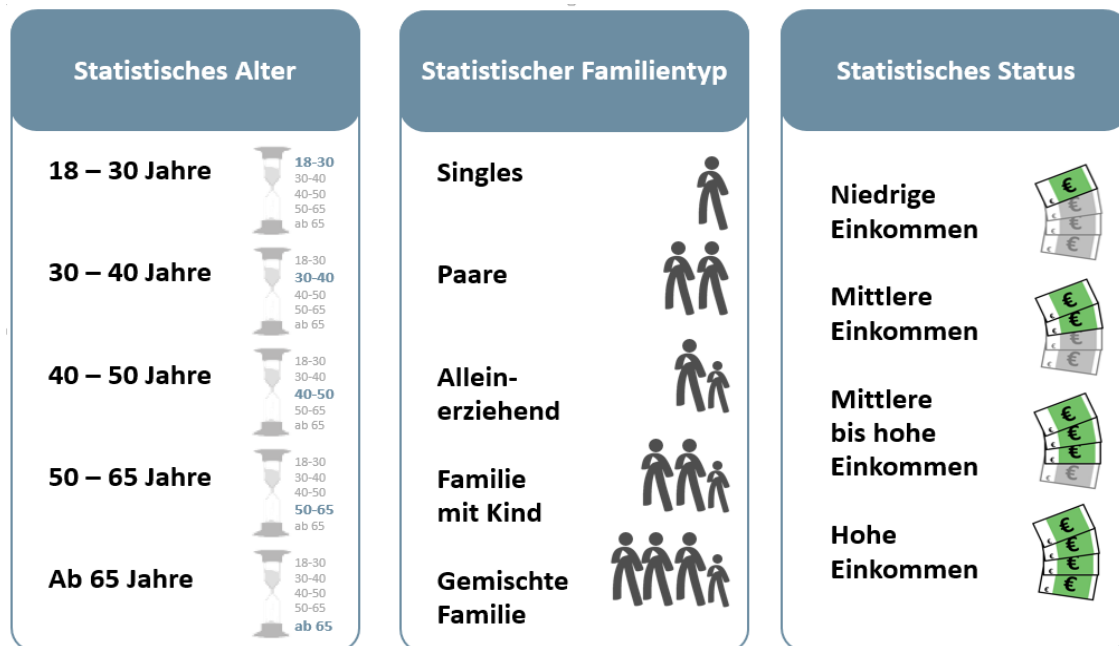 Statistisches Alter
18 – 30 Jahre
18-30
30-40
40-50
50-65
ab 65
30 – 40 Jahre
18-30
30-40
40-50
50-65
ab 65
40 – 50 Jahre
18-30
30-40
40-50
50-65
ab 65
50 – 65 Jahre
18-30
30-40
40-50
50-65
ab 65
Ab 65 Jahre
18-30
30-40
40-50
50-65
ab 65
Statistischer Familientyp
Singles
Paare
Allein-
erziehend
Familie
mit Kind
Gemischte
Familie
Statistisches Status
Niedrige
Einkommen
€
€
€
€
Mittlere
Einkommen
€
€
€
€
Mittlere
bis hohe
Einkommen
€
€
€
€
Hohe
Einkommen
€
€
€
€